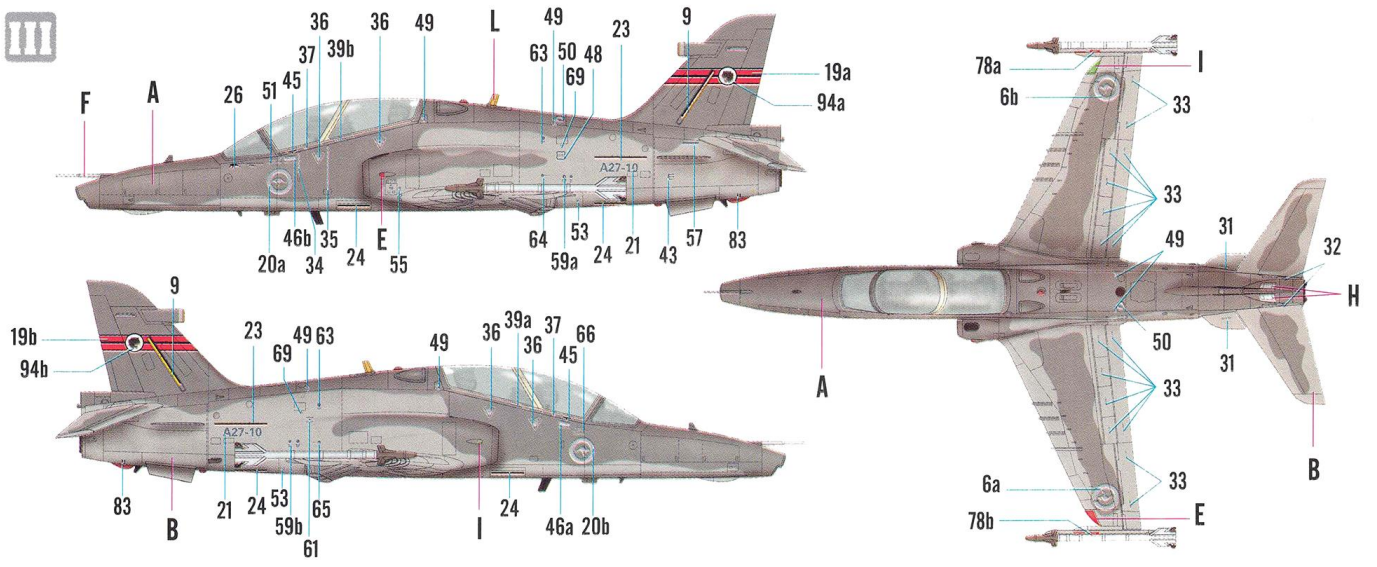 III
36
39b
36
49
L
49
9
37
63
50
23
48
45
69
19a
51
26
94a
A
F
A27-10
46b
35
24
E
64
53
24
21
57
83
20a
34
55
59a
43
9
19b
23
49
63
69
94b
49
36
39a
36
37
45
66
A27-10
83
B
21
24
53
59b
65
61
I
24
46a
20b
78a
I
6b
33
33
49
31
32
H
A
50
31
33
B
33
6a
78b
E